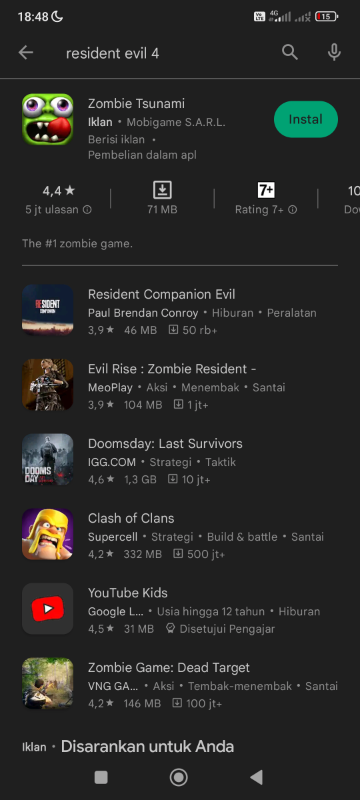 18:48
Vo LTE 4G 15
resident evil 4
Zombie Tsunami
Iklan • Mobigame S.A.R.L.
Berisi iklan •
Pembelian dalam apl
Instal
4,4★ 7+ 10
5 jt ulasan 71 MB Rating 7+ Do
The #1 zombie game.
RESIDENT
COMPANION
Resident Companion Evil
Paul Brendan Conroy • Hiburan • Peralatan
3,9★ 46 MB 50 rb+
Evil Rise : Zombie Resident -
MeoPlay • Aksi • Menembak • Santai
3,9★ 104 MB 1 jt+
DOOMS
DAY
Doomsday: Last Survivors
IGG.COM • Strategi • Taktik
4,6★ 1,3 GB 10 jt+
Clash of Clans
Supercell • Strategi • Build & battle • Santai
4,2★ 332 MB 500 jt+
YouTube Kids
Google L... • Usia hingga 12 tahun • Hiburan
4,5★ 31 MB Disetujui Pengajar
Zombie Game: Dead Target
VNG GA... • Aksi • Tembak-menembak • Santai
4,2★ 146 MB 100 jt+
Iklan • Disarankan untuk Anda